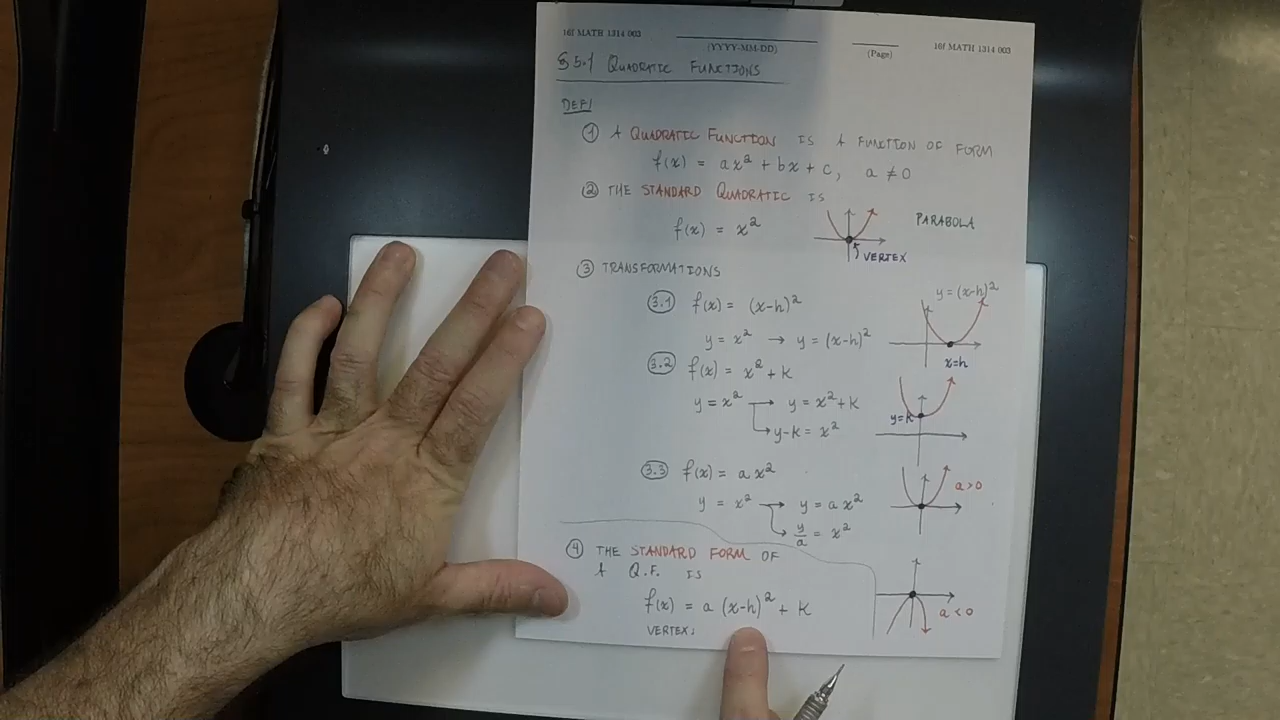 16f MATH 1314 003
(YYYY-MM-DD)
(Page)
16f MATH 1314 003
§5.1 QUADRATIC FUNCTIONS
DEF/
① A QUADRATIC FUNCTION IS A FUNCTION OF FORM
f(x) = ax² + bx + c, a ≠ 0
② THE STANDARD QUADRATIC IS
f(x) = x²
PARABOLA
VERTEX
③ TRANSFORMATIONS
3.1 f(x) = (x-h)²
y = (x-h)²
y = x² → y = (x-h)²
x=h
3.2 f(x) = x² + k
y = x² → y = x²+k
y=k
→ y-k = x²
3.3 f(x) = a x²
a>0
y = x² → y = a x²
→ y/a = x²
④ THE STANDARD FORM OF
A Q.F. IS
f(x) = a (x-h)² + k
a<0
VERTEX: